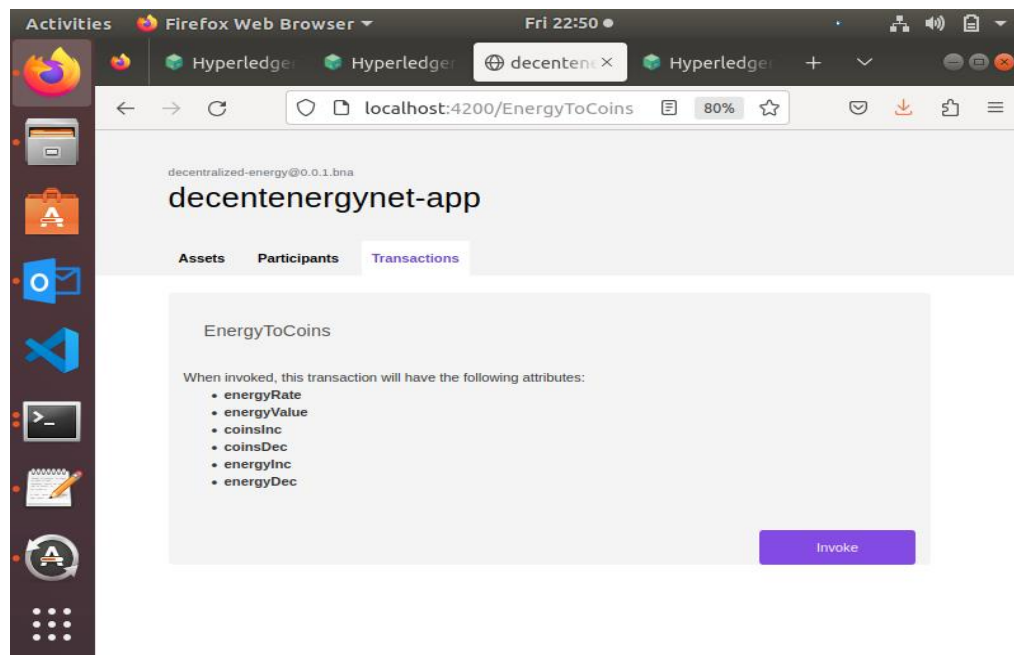 Activities Firefox Web Browser Fri 22:50
Hyperledger Hyperledger decenten Hyperledger
localhost:4200/EnergyToCoins 80%
decentralized-energy@0.0.1.bna
decentenergynet-app
Assets Participants Transactions
EnergyToCoins
When invoked, this transaction will have the following attributes:
• energyRate
• energyValue
• coinsInc
• coinsDec
• energyInc
• energyDec
Invoke